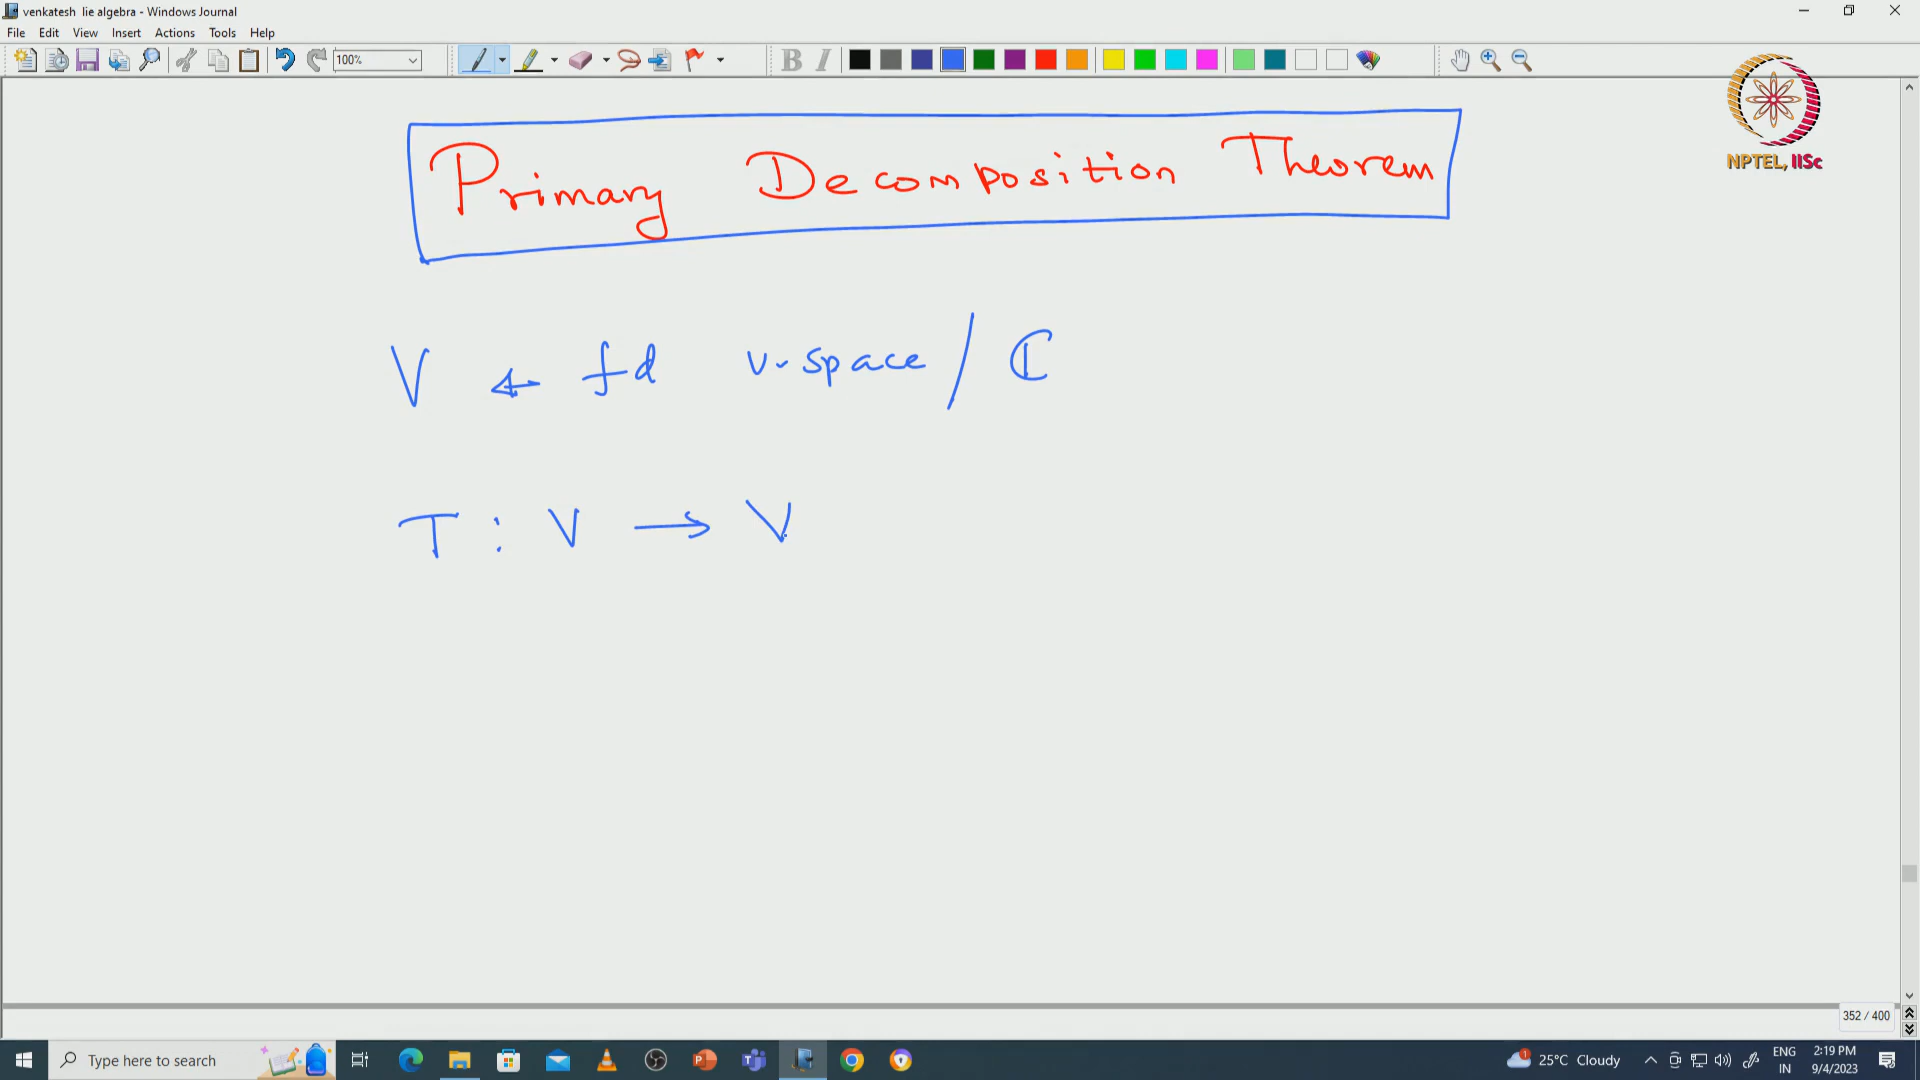 venkatesh lie algebra - Windows Journal
File Edit View Insert Actions Tools Help
100%
B I
NPTEL, IISc
Primary Decomposition Theorem
V ← fd v-space / ℂ
T : V → V
352 / 400
Type here to search
25°C Cloudy
ENG
IN
2:19 PM
9/4/2023